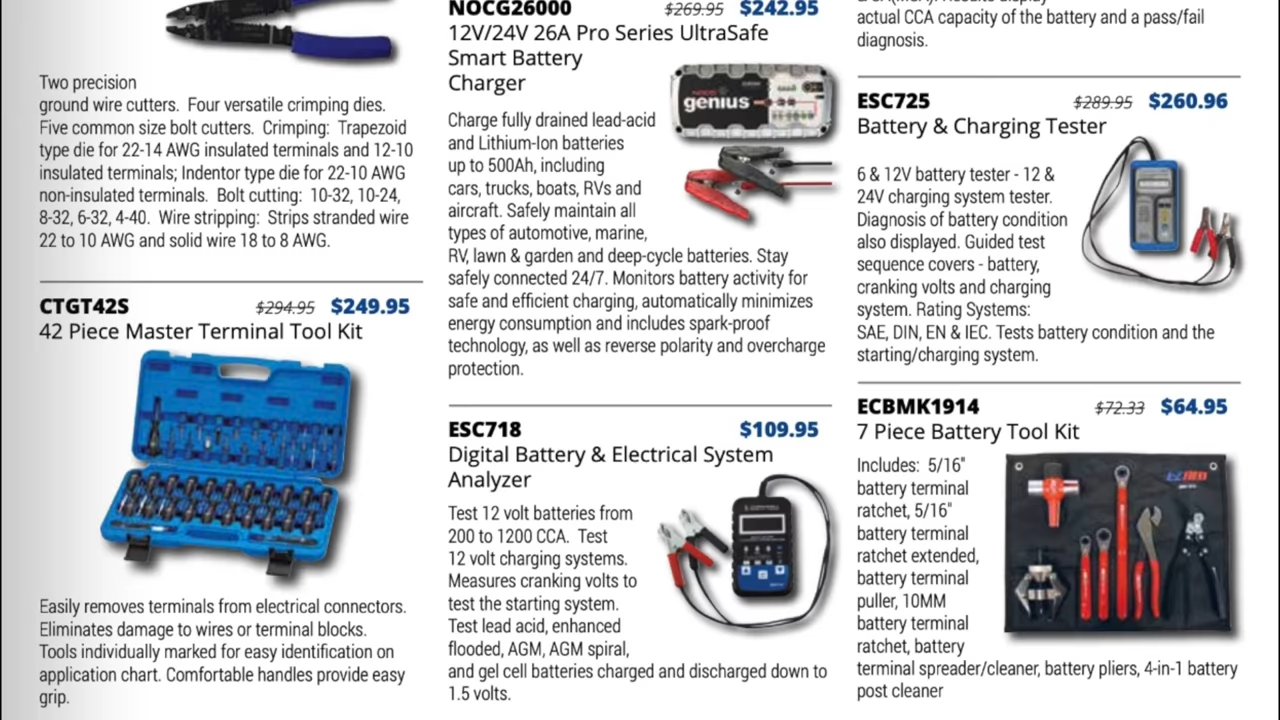 Two precision
ground wire cutters. Four versatile crimping dies.
Five common size bolt cutters. Crimping: Trapezoid
type die for 22-14 AWG insulated terminals and 12-10
insulated terminals; Indentor type die for 22-10 AWG
non-insulated terminals. Bolt cutting: 10-32, 10-24,
8-32, 6-32, 4-40. Wire stripping: Strips stranded wire
22 to 10 AWG and solid wire 18 to 8 AWG.
CTGT42S $294.95 $249.95
42 Piece Master Terminal Tool Kit
Easily removes terminals from electrical connectors.
Eliminates damage to wires or terminal blocks.
Tools individually marked for easy identification on
application chart. Comfortable handles provide easy
grip.
NOCG26000 $269.95 $242.95
12V/24V 26A Pro Series UltraSafe
Smart Battery
Charger
genius
Charge fully drained lead-acid
and Lithium-Ion batteries
up to 500Ah, including
cars, trucks, boats, RVs and
aircraft. Safely maintain all
types of automotive, marine,
RV, lawn & garden and deep-cycle batteries. Stay
safely connected 24/7. Monitors battery activity for
safe and efficient charging, automatically minimizes
energy consumption and includes spark-proof
technology, as well as reverse polarity and overcharge
protection.
ESC718 $109.95
Digital Battery & Electrical System
Analyzer
Test 12 volt batteries from
200 to 1200 CCA. Test
12 volt charging systems.
Measures cranking volts to
test the starting system.
Test lead acid, enhanced
flooded, AGM, AGM spiral,
and gel cell batteries charged and discharged down to
1.5 volts.
actual CCA capacity of the battery and a pass/fail
diagnosis.
ESC725 $289.95 $260.96
Battery & Charging Tester
6 & 12V battery tester - 12 &
24V charging system tester.
Diagnosis of battery condition
also displayed. Guided test
sequence covers - battery,
cranking volts and charging
system. Rating Systems:
SAE, DIN, EN & IEC. Tests battery condition and the
starting/charging system.
ECBMK1914 $72.33 $64.95
7 Piece Battery Tool Kit
Includes: 5/16"
battery terminal
ratchet, 5/16"
battery terminal
ratchet extended,
battery terminal
puller, 10MM
battery terminal
ratchet, battery
terminal spreader/cleaner, battery pliers, 4-in-1 battery
post cleaner